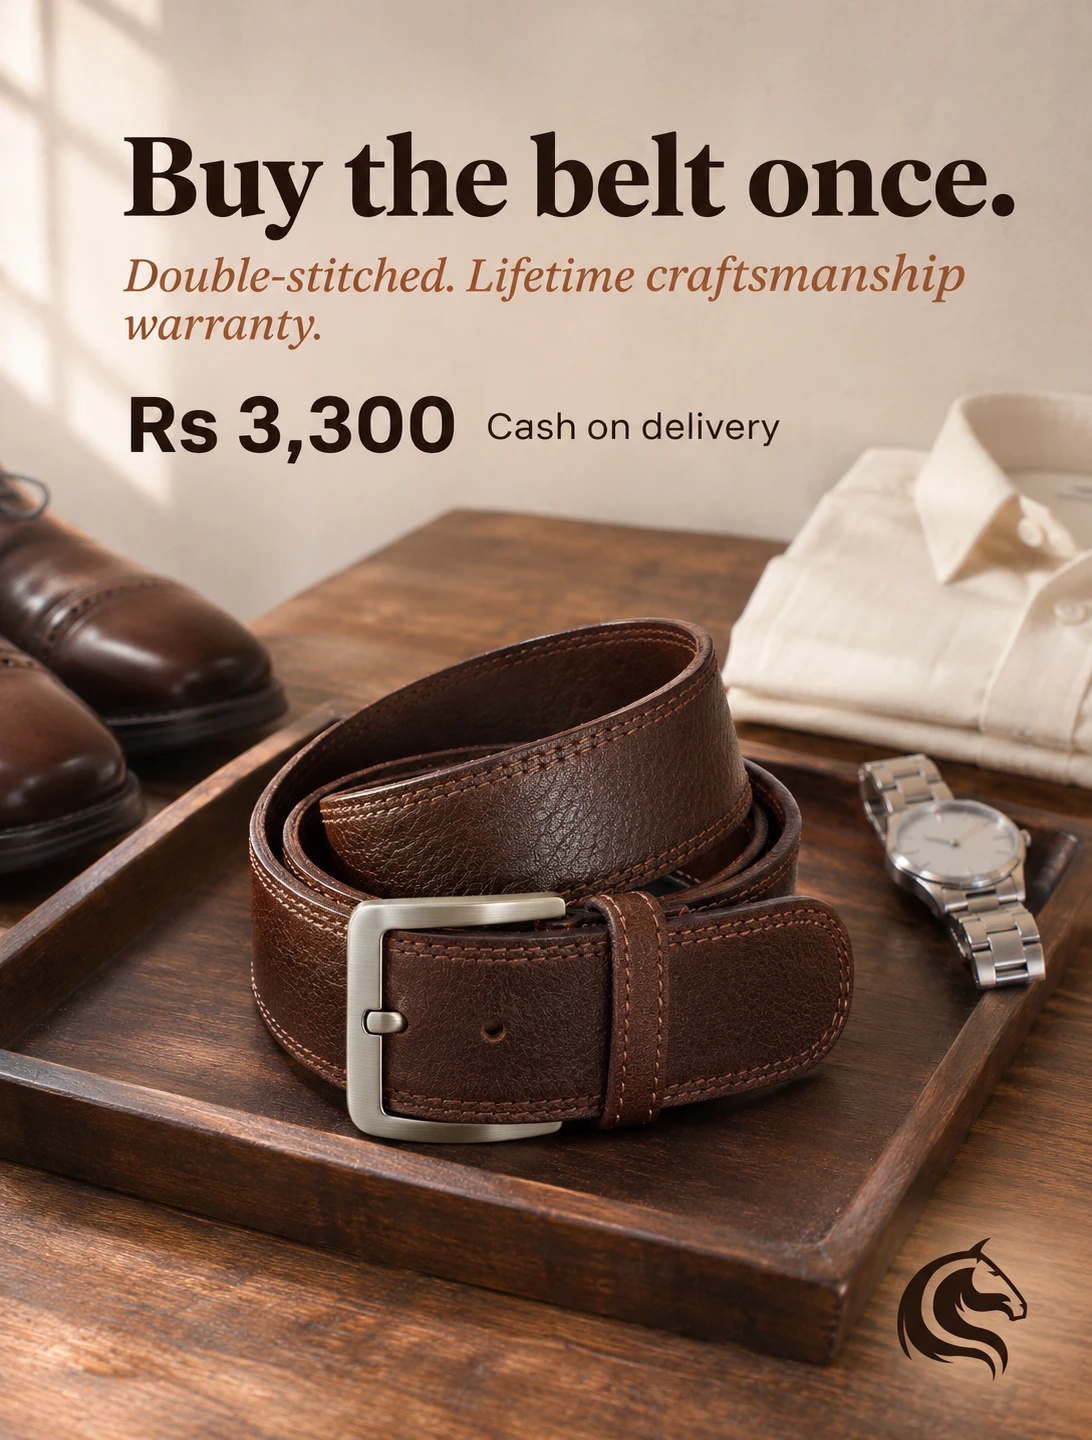 Buy the belt once.
Double-stitched. Lifetime craftsmanship
warranty.
Rs 3,300 Cash on delivery